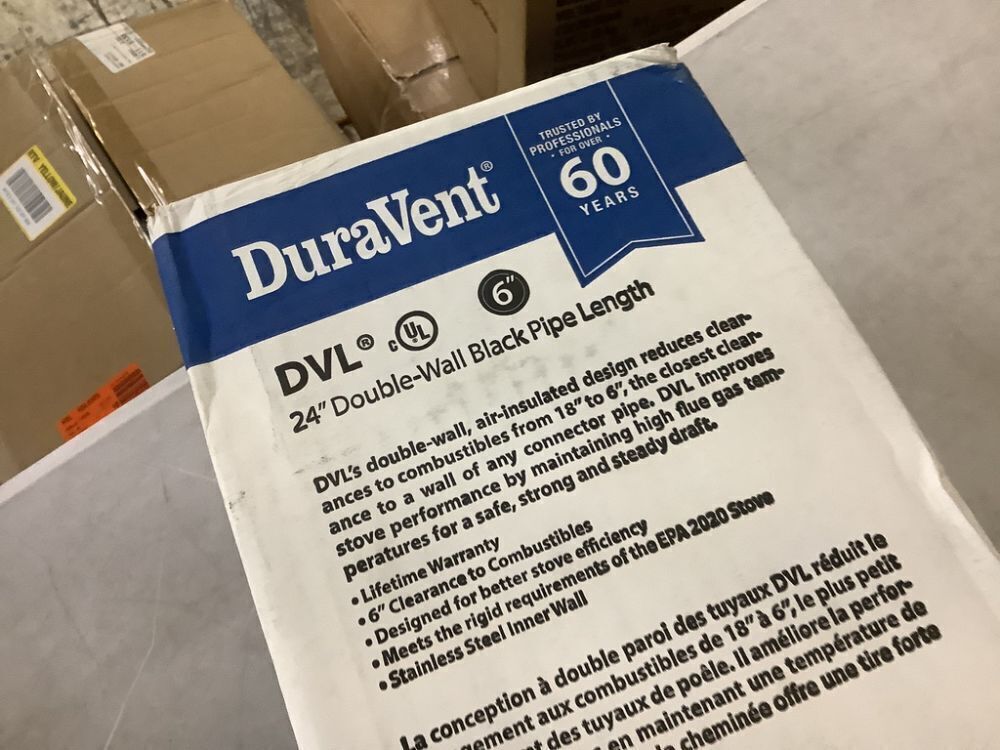 DuraVent®
TRUSTED BY
PROFESSIONALS
• FOR OVER •
60
YEARS
DVL® c UL 6"
24" Double-Wall Black Pipe Length
DVL's double-wall, air-insulated design reduces clear-
ances to combustibles from 18" to 6", the closest clear-
ance to a wall of any connector pipe. DVL improves
stove performance by maintaining high flue gas tem-
peratures for a safe, strong and steady draft.
• Lifetime Warranty
• 6" Clearance to Combustibles
• Designed for better stove efficiency
• Meets the rigid requirements of the EPA 2020 Stove
• Stainless Steel Inner Wall
La conception à double paroi des tuyaux DVL réduit le
gement aux combustibles de 18" à 6", le plus petit
des tuyaux de poêle. Il améliore la perfor-
en maintenant une température de
cheminée offre une tire forte